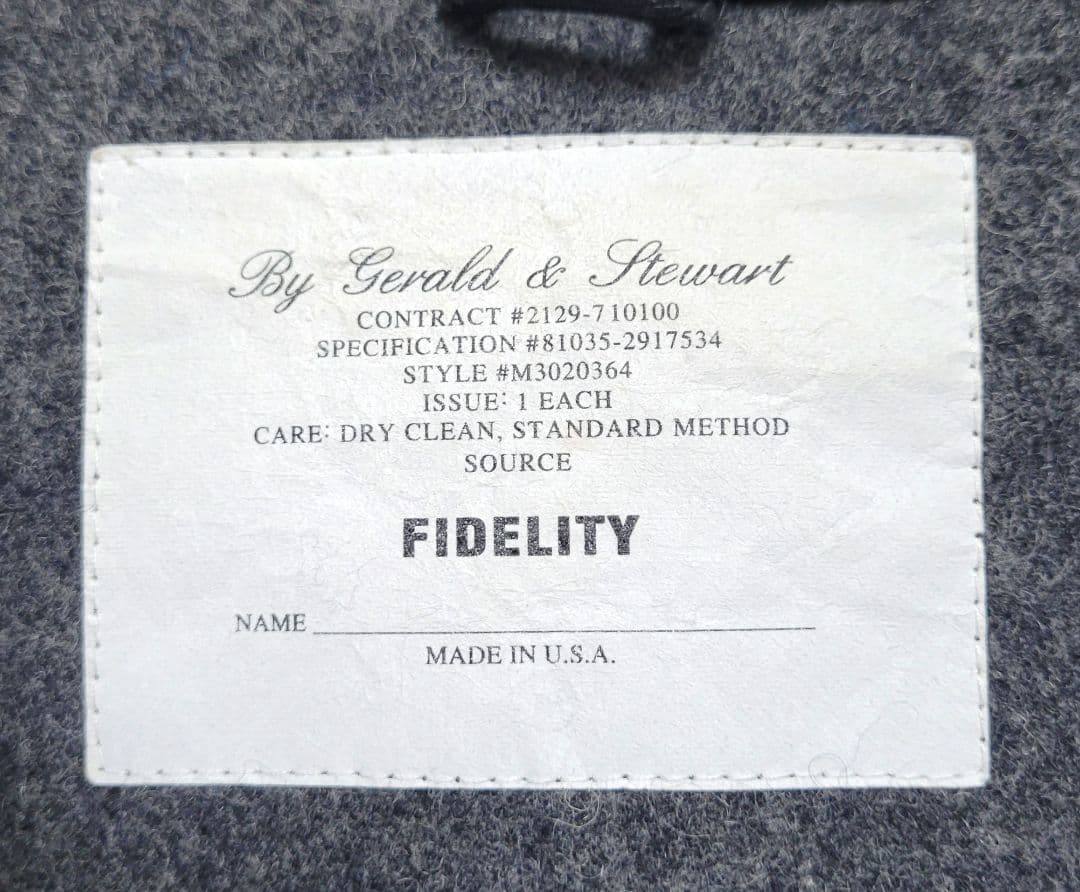 By Gerald & Stewart
CONTRACT #2129-710100
SPECIFICATION #81035-2917534
STYLE #M3020364
ISSUE: 1 EACH
CARE: DRY CLEAN, STANDARD METHOD
SOURCE
FIDELITY
NAME
MADE IN U.S.A.